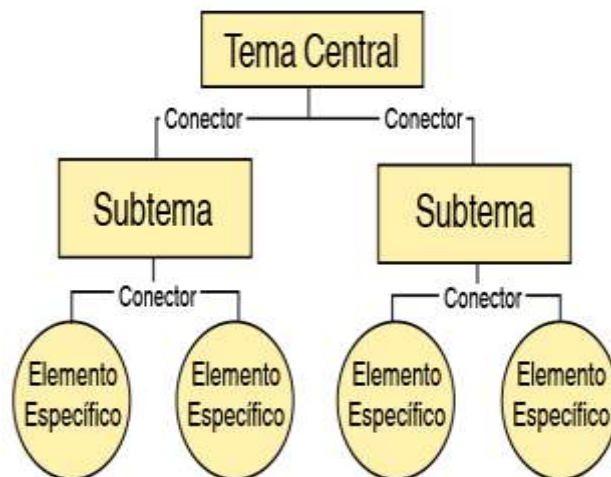 Tema Central
Conector Conector
Subtema Subtema
Conector Conector
Elemento Elemento Elemento Elemento
Específico Específico Específico Específico